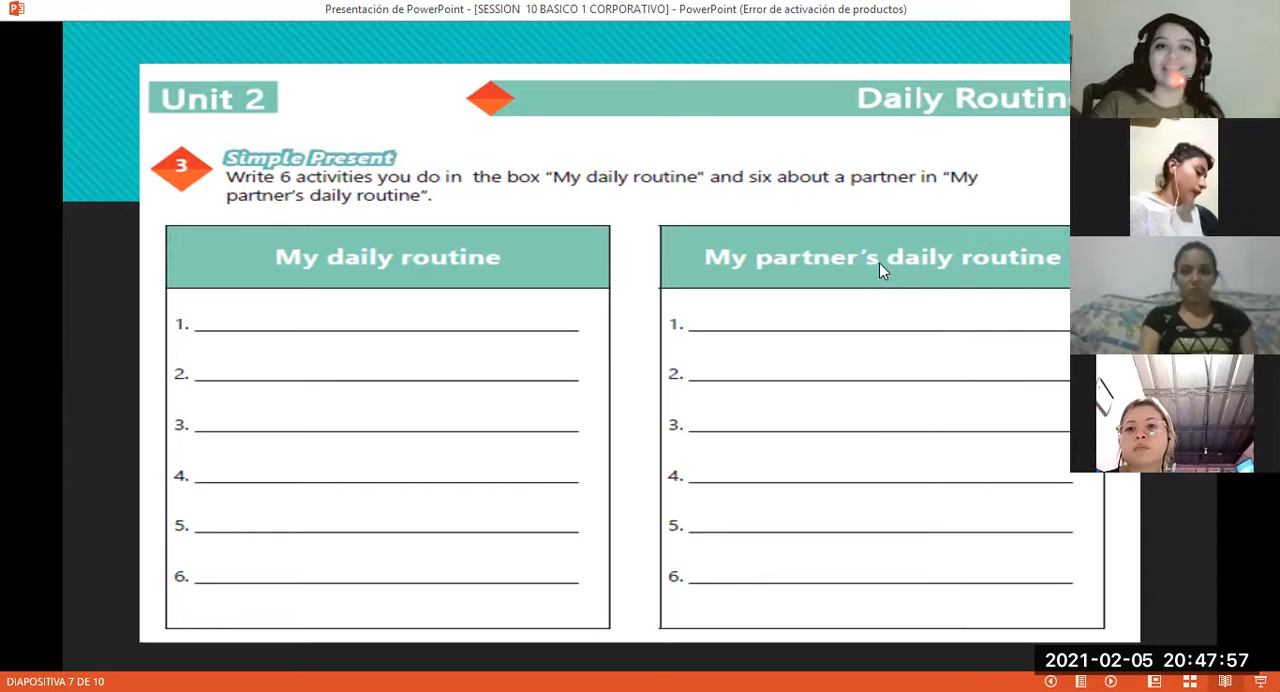 Presentación de PowerPoint - [SESSION 10 BASICO 1 CORPORATIVO] - PowerPoint (Error de activación de productos)
Unit 2
Daily Routin
3
Simple Present
Write 6 activities you do in the box “My daily routine” and six about a partner in “My
partner’s daily routine”.
My daily routine
1.
2.
3.
4.
5.
6.
My partner’s daily routine
1.
2.
3.
4.
5.
6.
2021-02-05 20:47:57
DIAPOSITIVA 7 DE 10